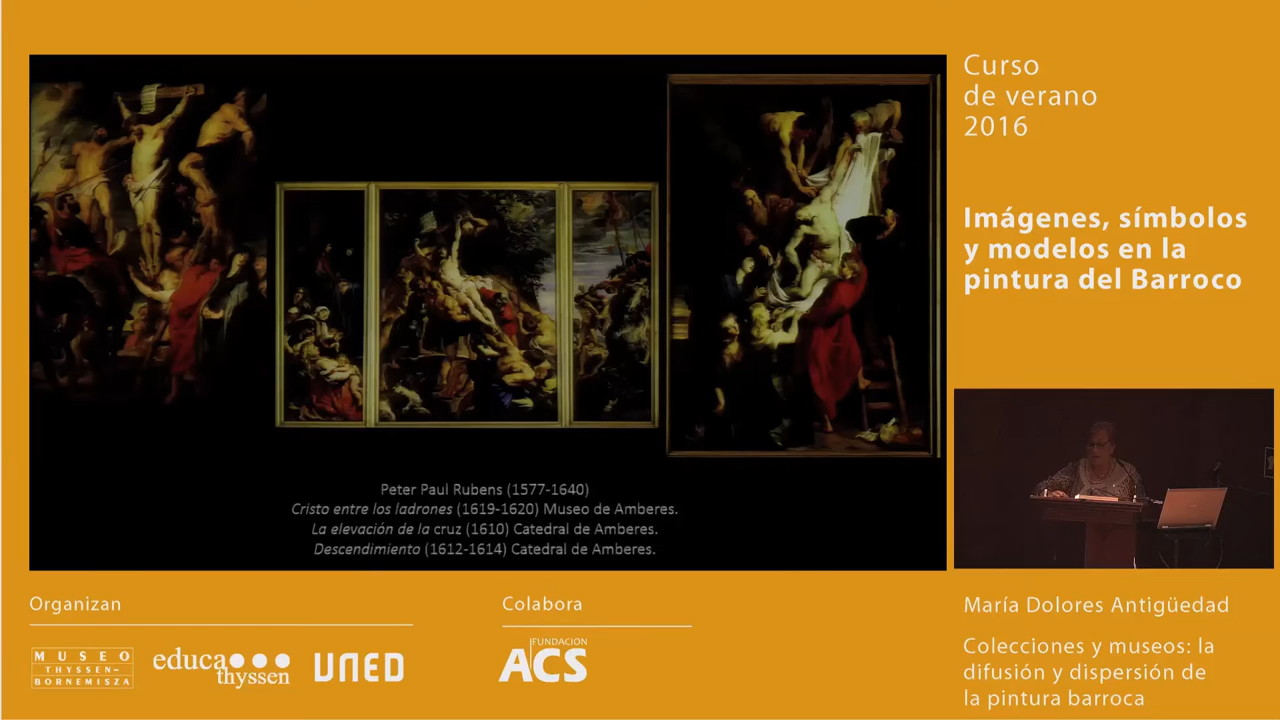 Curso
de verano
2016
Imágenes, símbolos
y modelos en la
pintura del Barroco
Peter Paul Rubens (1577-1640)
Cristo entre los ladrones (1619-1620) Museo de Amberes.
La elevación de la cruz (1610) Catedral de Amberes.
Descendimiento (1612-1614) Catedral de Amberes.
Organizan
MUSEO
THYSSEN-
BORNEMISZA
educa
thyssen
UNED
Colabora
FUNDACION
ACS
María Dolores Antigüedad
Colecciones y museos: la
difusión y dispersión de
la pintura barroca